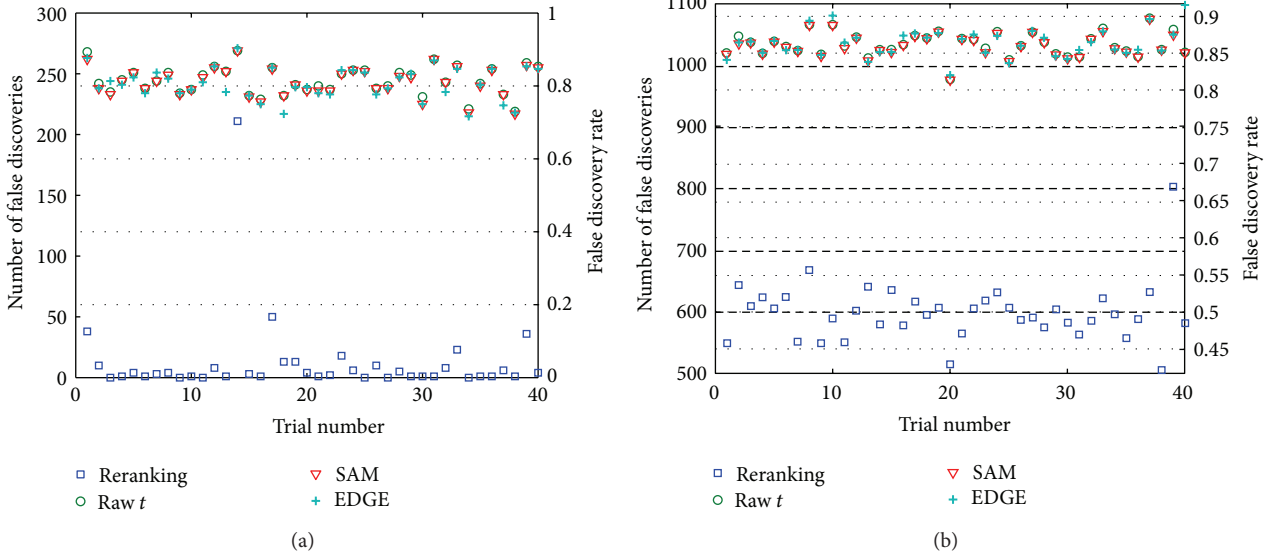 Number of false discoveries
300
250
200
150
100
50
0
0
10
20
30
40
Trial number
1
0.8
0.6
0.4
0.2
0
False discovery rate
Reranking
Raw t
SAM
EDGE
(a)
Number of false discoveries
1100
1000
900
800
700
600
500
0
10
20
30
40
Trial number
0.9
0.85
0.8
0.75
0.7
0.65
0.6
0.55
0.5
0.45
False discovery rate
Reranking
Raw t
SAM
EDGE
(b)